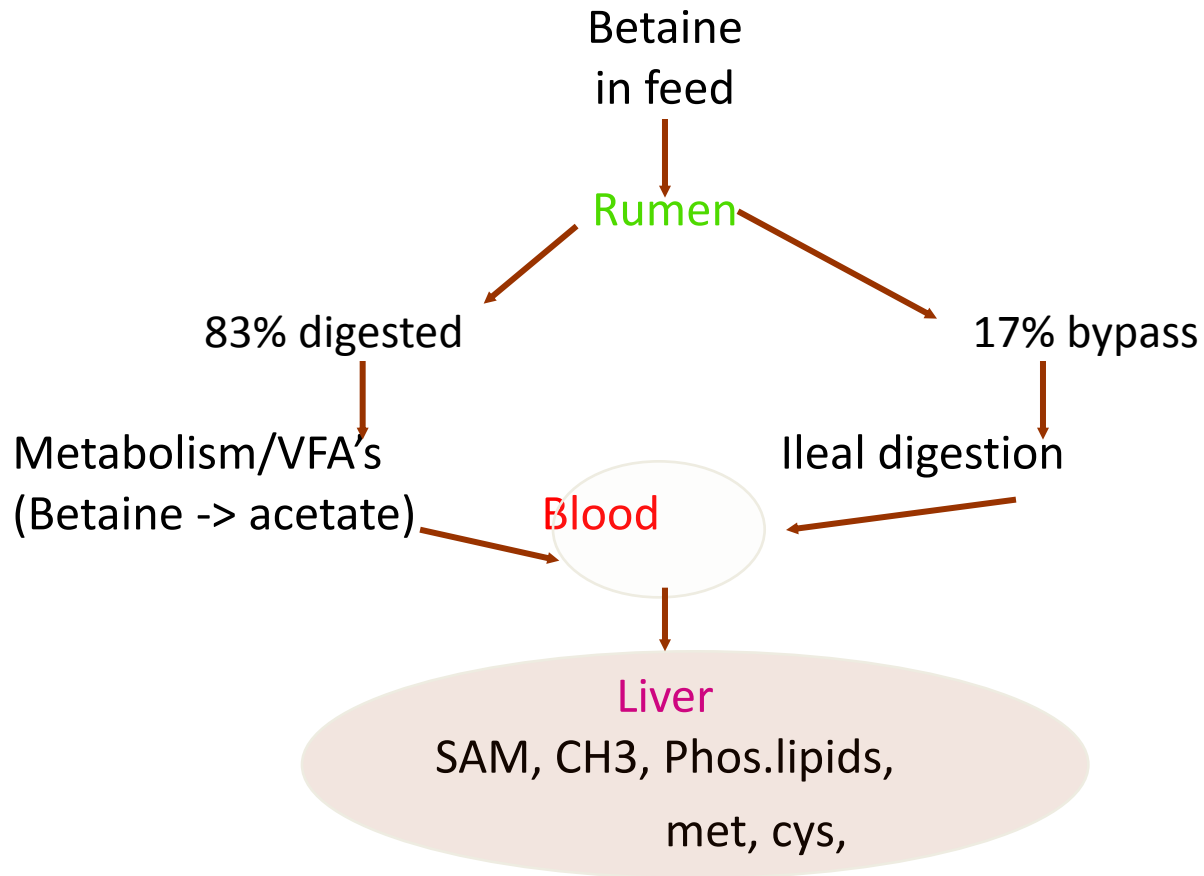 Betaine
in feed
Rumen
83% digested
17% bypass
Metabolism/VFA's
(Betaine -> acetate)
Ileal digestion
Blood
Liver
SAM, CH3, Phos.lipids,
met, cys,